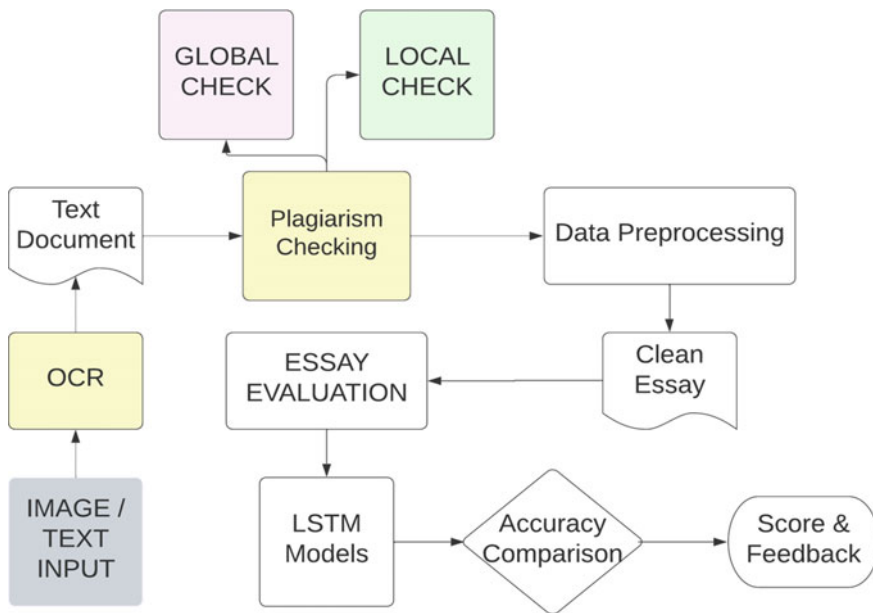 GLOBAL
CHECK
LOCAL
CHECK
Text
Document
Plagiarism
Checking
Data Preprocessing
OCR
ESSAY
EVALUATION
Clean
Essay
IMAGE /
TEXT
INPUT
LSTM
Models
Accuracy
Comparison
Score &
Feedback